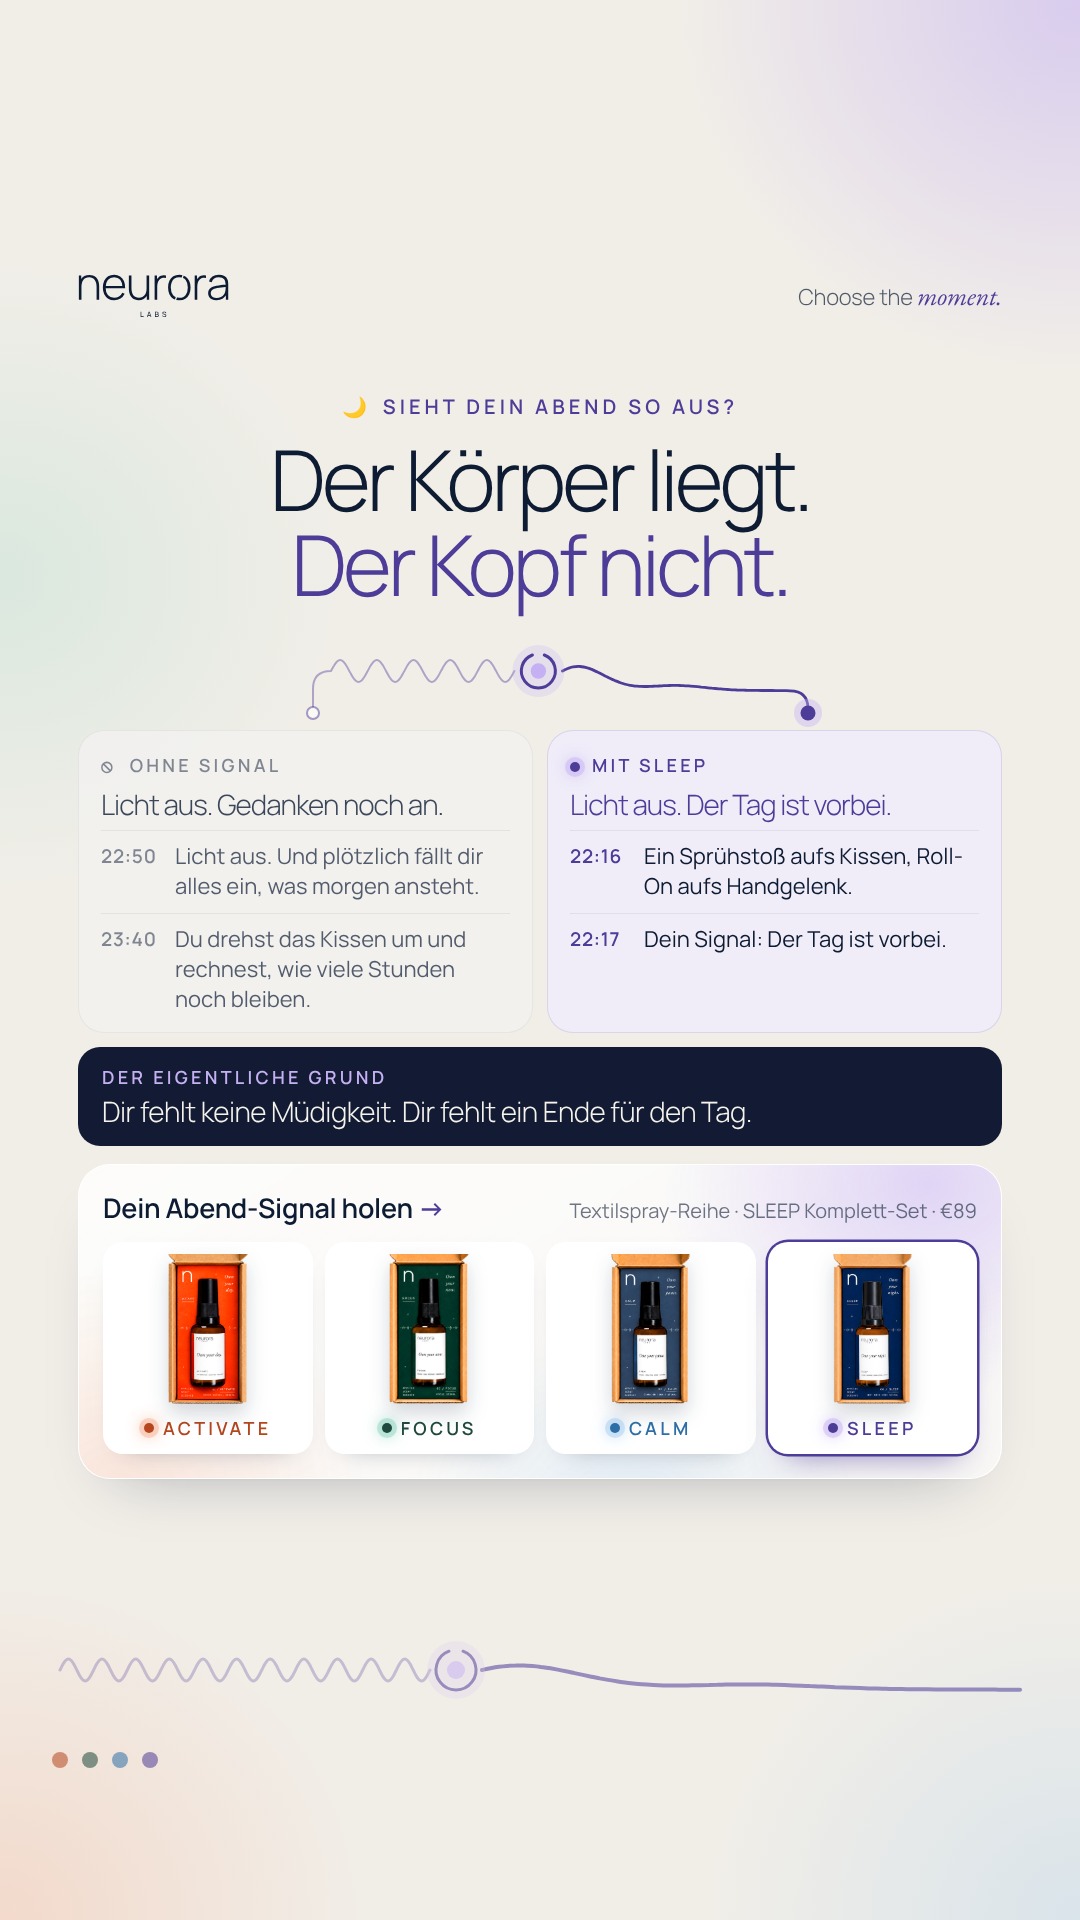 neurora
LABS
Choose the moment.
🌙 SIEHT DEIN ABEND SO AUS?
Der Körper liegt.
Der Kopf nicht.
OHNE SIGNAL
Licht aus. Gedanken noch an.
22:50 Licht aus. Und plötzlich fällt dir
alles ein, was morgen ansteht.
23:40 Du drehst das Kissen um und
rechnest, wie viele Stunden
noch bleiben.
MIT SLEEP
Licht aus. Der Tag ist vorbei.
22:16 Ein Sprühstoß aufs Kissen, Roll-
On aufs Handgelenk.
22:17 Dein Signal: Der Tag ist vorbei.
DER EIGENTLICHE GRUND
Dir fehlt keine Müdigkeit. Dir fehlt ein Ende für den Tag.
Dein Abend-Signal holen →
Textilspray-Reihe · SLEEP Komplett-Set · €89
n
n
n
n
ACTIVATE
FOCUS
CALM
SLEEP